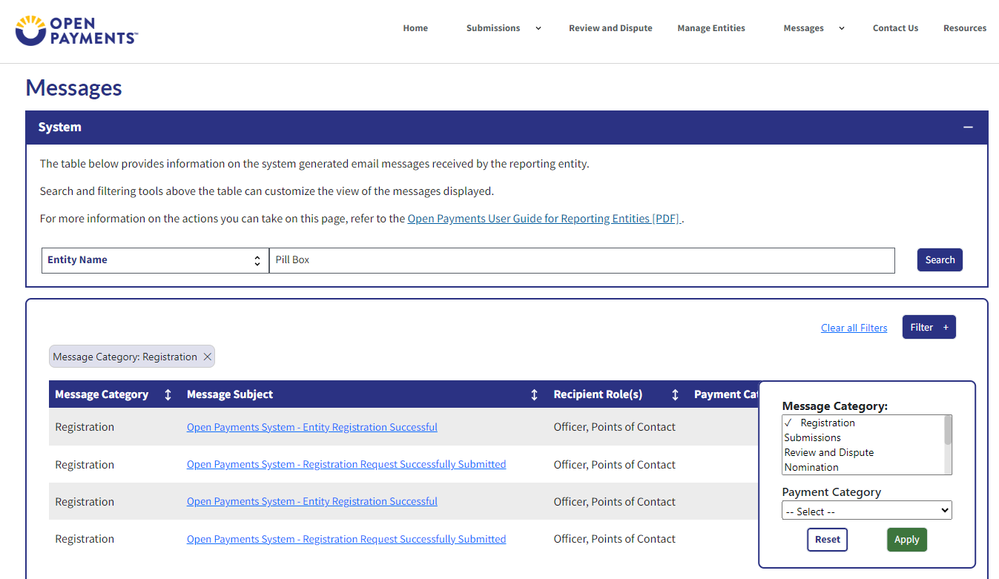 OPEN
PAYMENTS™
Home Submissions Review and Dispute Manage Entities Messages Contact Us Resources
Messages
System
The table below provides information on the system generated email messages received by the reporting entity.
Search and filtering tools above the table can customize the view of the messages displayed.
For more information on the actions you can take on this page, refer to the Open Payments User Guide for Reporting Entities [PDF] .
Entity Name Pill Box Search
Clear all Filters Filter +
Message Category: Registration
Message Category Message Subject Recipient Role(s) Payment Cat
Registration Open Payments System - Entity Registration Successful Officer, Points of Contact
Registration Open Payments System - Registration Request Successfully Submitted Officer, Points of Contact
Registration Open Payments System - Entity Registration Successful Officer, Points of Contact
Registration Open Payments System - Registration Request Successfully Submitted Officer, Points of Contact
Message Category:
✓ Registration
Submissions
Review and Dispute
Nomination
Payment Category
-- Select --
Reset Apply